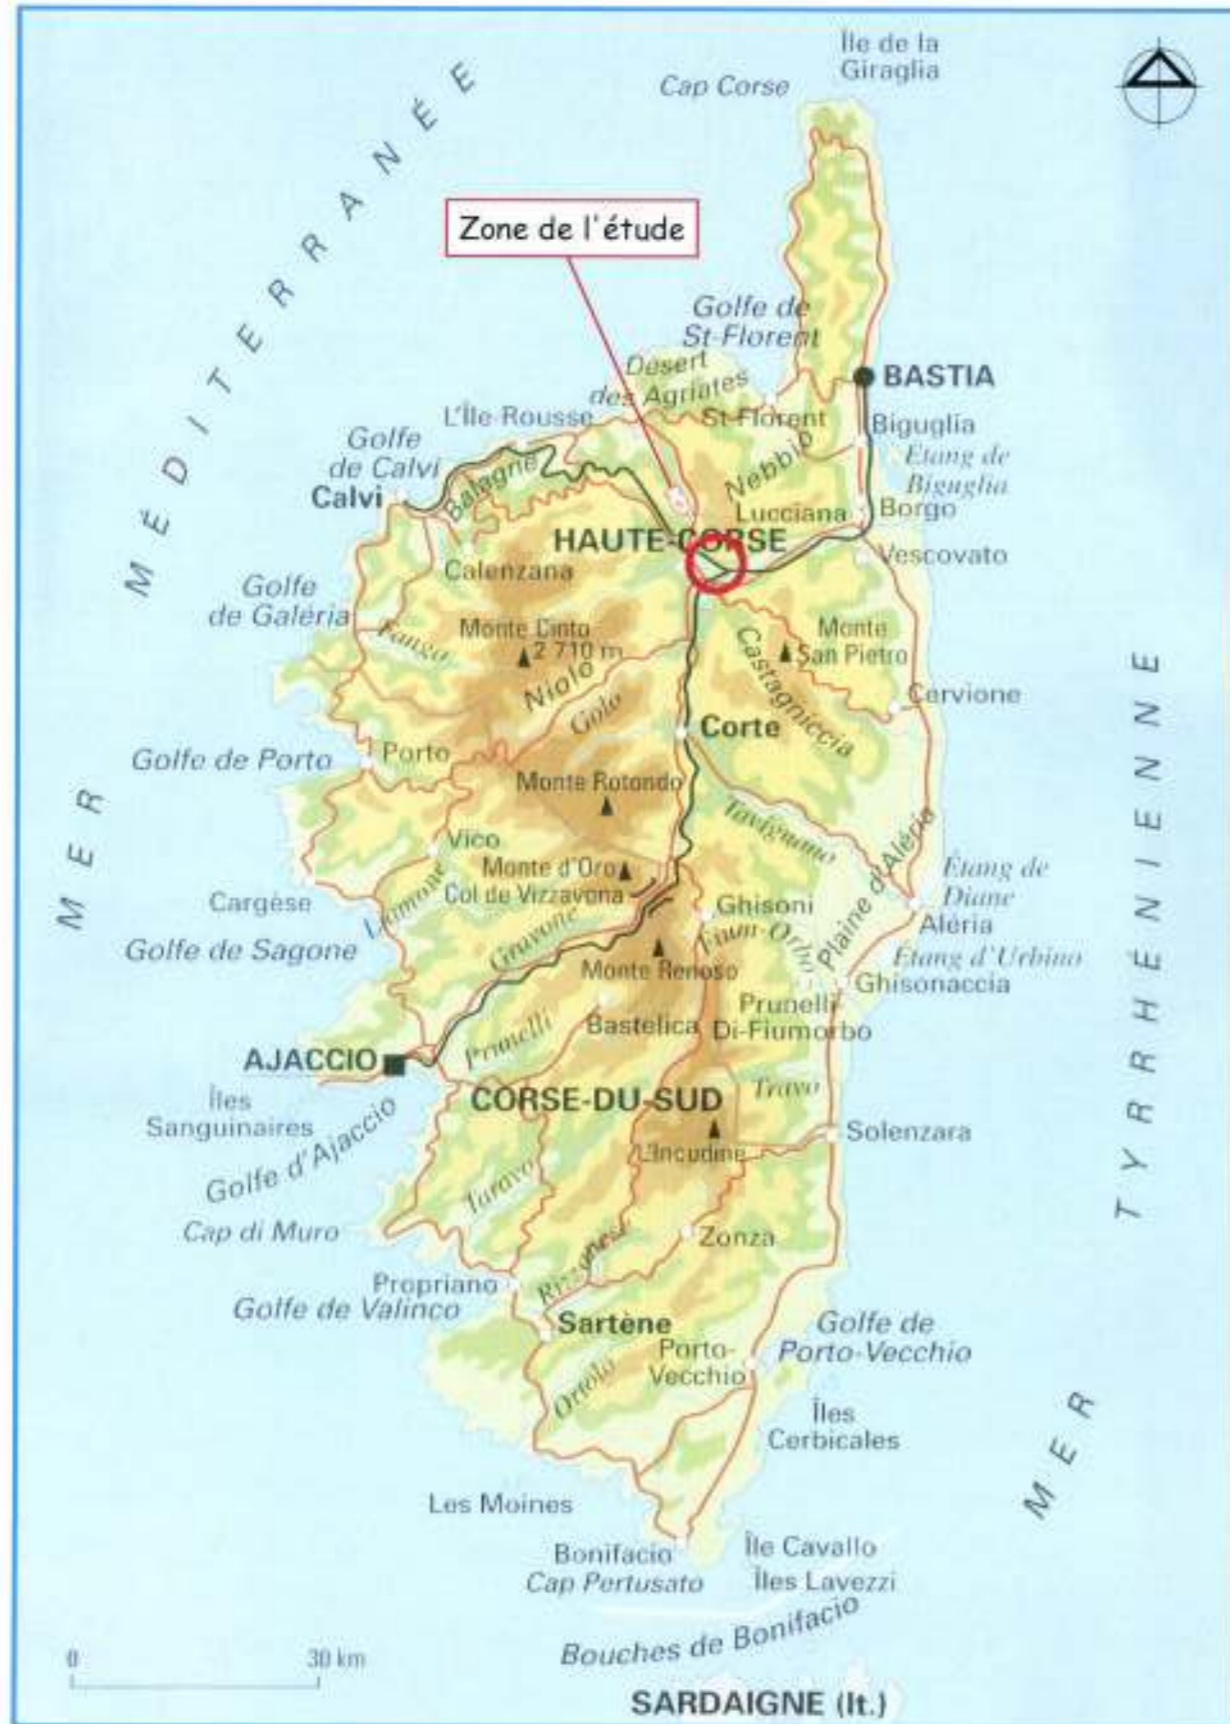 Île de la
Giraglia
Cap Corse
MER MÉDITERRANÉE
Zone de l'étude
Golfe de
St-Florent
Désert
des Agriates
BASTIA
L'Île-Rousse
St-Florent
Biguglia
Golfe
de Calvi
Balagne
Nebbio
Étang de
Biguglia
Calvi
Lucciana
Borgo
HAUTE-CORSE
Vescovato
Calenzana
Golfe
de Galéria
Fango
Monte Cinto
2 710 m
Monte
San Pietro
Castagniccia
Niolo
Golo
Cervione
Corte
Golfe de Porto
Porto
Monte Rotondo
Tavignano
Vico
Monte d'Oro
Col de Vizzavona
Plaine d'Aléria
Étang de
Diane
Cargèse
Liamone
Ghisoni
Aléria
Golfe de Sagone
Gravone
Fium-Orbo
Étang d'Urbino
Monte Renoso
Ghisonaccia
Prunelli-
Di-Fiumorbo
Bastelica
Prunelli
AJACCIO
CORSE-DU-SUD
Travo
Îles
Sanguinaires
Golfe d'Ajaccio
L'Incudine
Solenzara
Taravo
Cap di Muro
Zonza
Rizzanese
Propriano
Golfe de Valinco
Sartène
Golfe de
Porto-Vecchio
Porto-
Vecchio
Ortolo
Îles
Cerbicales
Les Moines
MER TYRRHÉNIENNE
Bonifacio
Île Cavallo
Cap Pertusato
Îles Lavezzi
Bouches de Bonifacio
0 30 km
SARDAIGNE (It.)